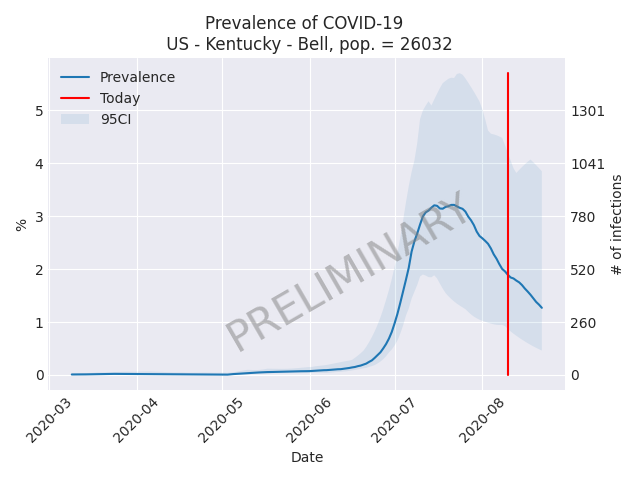 Prevalence of COVID-19
US - Kentucky - Bell, pop. = 26032
Prevalence
Today
95CI
%
5
4
3
2
1
0
1301
1041
780
520
260
0
# of infections
PRELIMINARY
2020-03
2020-04
2020-05
2020-06
2020-07
2020-08
Date